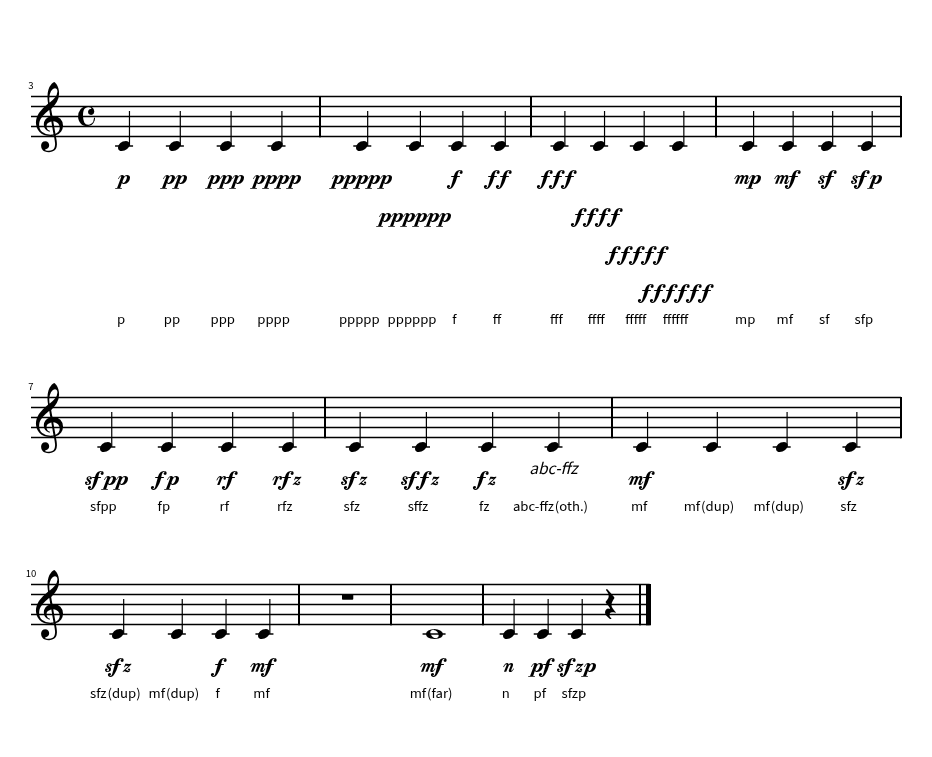 3
p pp ppp pppp ppppp f ff fff mp mf sf sfp
pppppp ffff
fffff
ffffff
p pp ppp pppp ppppp pppppp f ff fff ffff fffff ffffff mp mf sf sfp
7
abc-ffz
sfpp fp rf rfz sfz sffz fz mf sfz
sfpp fp rf rfz sfz sffz fz abc-ffz(oth.) mf mf(dup) mf(dup) sfz
10
sfz f mf mf n pf sfzp
sfz(dup) mf(dup) f mf mf(far) n pf sfzp